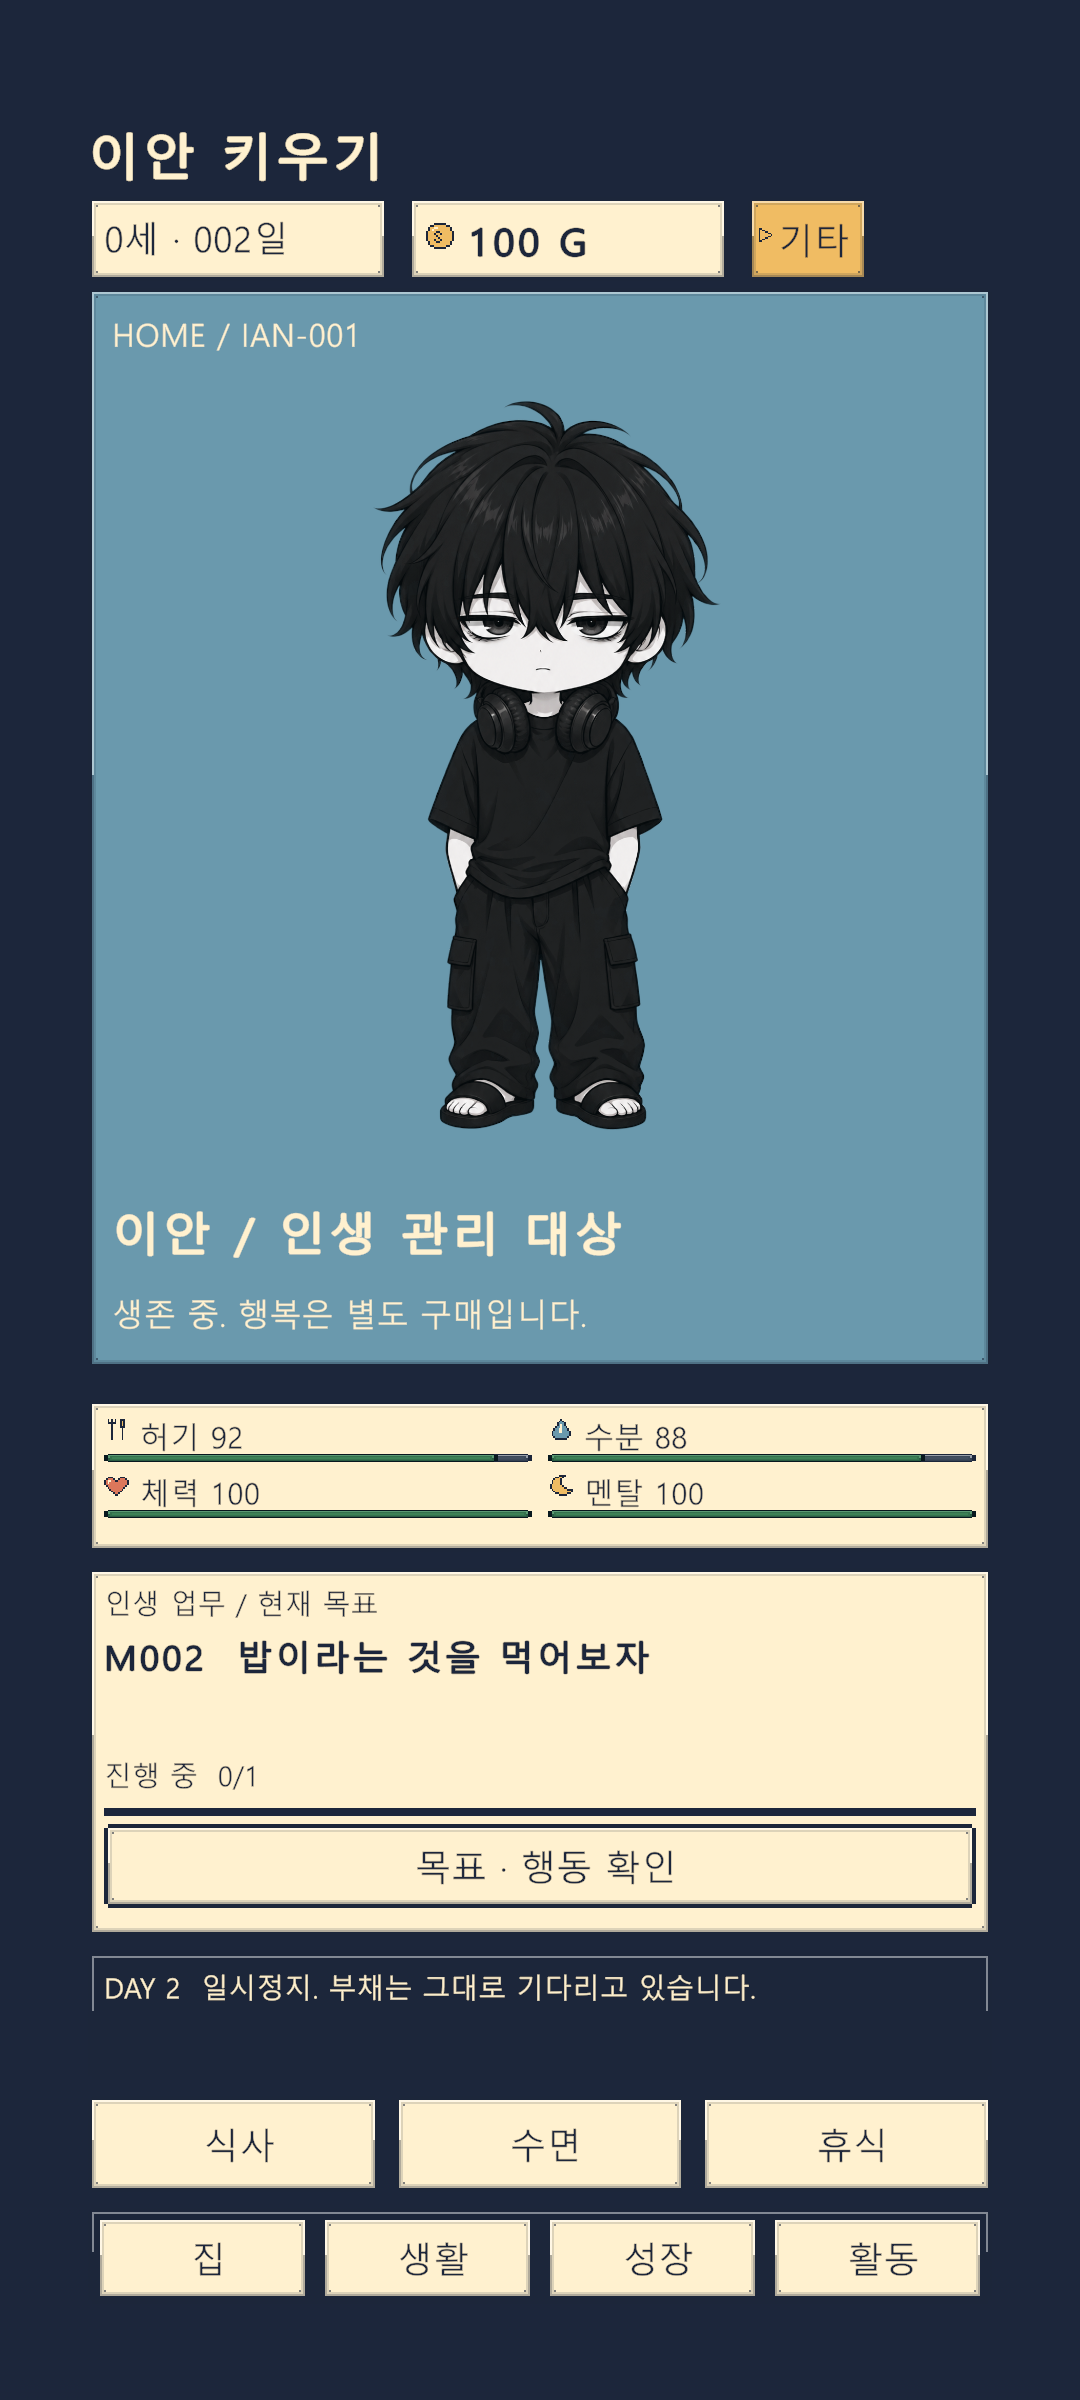 이안 키우기
0세 · 002일
100 G
기타
HOME / IAN-001
이안 / 인생 관리 대상
생존 중. 행복은 별도 구매입니다.
허기 92
수분 88
체력 100
멘탈 100
인생 업무 / 현재 목표
M002 밥이라는 것을 먹어보자
진행 중 0/1
목표 · 행동 확인
DAY 2 일시정지. 부채는 그대로 기다리고 있습니다.
식사
수면
휴식
집
생활
성장
활동